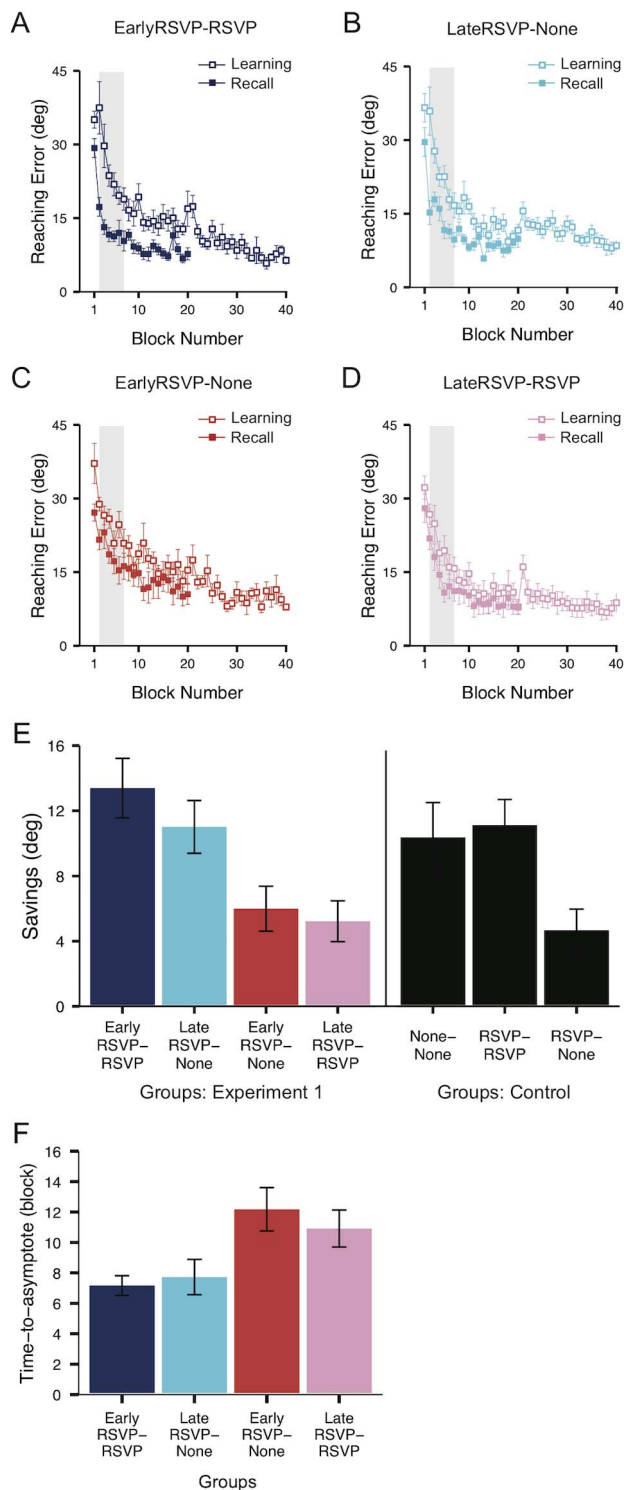 A
EarlyRSVP-RSVP
45
30
15
0
Reaching Error (deg)
Learning
Recall
1
10
20
30
40
Block Number
B
LateRSVP-None
45
30
15
0
Reaching Error (deg)
Learning
Recall
1
10
20
30
40
Block Number
C
EarlyRSVP-None
45
30
15
0
Reaching Error (deg)
Learning
Recall
1
10
20
30
40
Block Number
D
LateRSVP-RSVP
45
30
15
0
Reaching Error (deg)
Learning
Recall
1
10
20
30
40
Block Number
E
16
12
8
4
0
Savings (deg)
Early
RSVP–
RSVP
Late
RSVP–
None
Early
RSVP–
None
Late
RSVP–
RSVP
Groups: Experiment 1
None–
None
RSVP–
RSVP
RSVP–
None
Groups: Control
F
16
14
12
10
8
6
4
2
0
Time–to–asymptote (block)
Early
RSVP–
RSVP
Late
RSVP–
None
Early
RSVP–
None
Late
RSVP–
RSVP
Groups